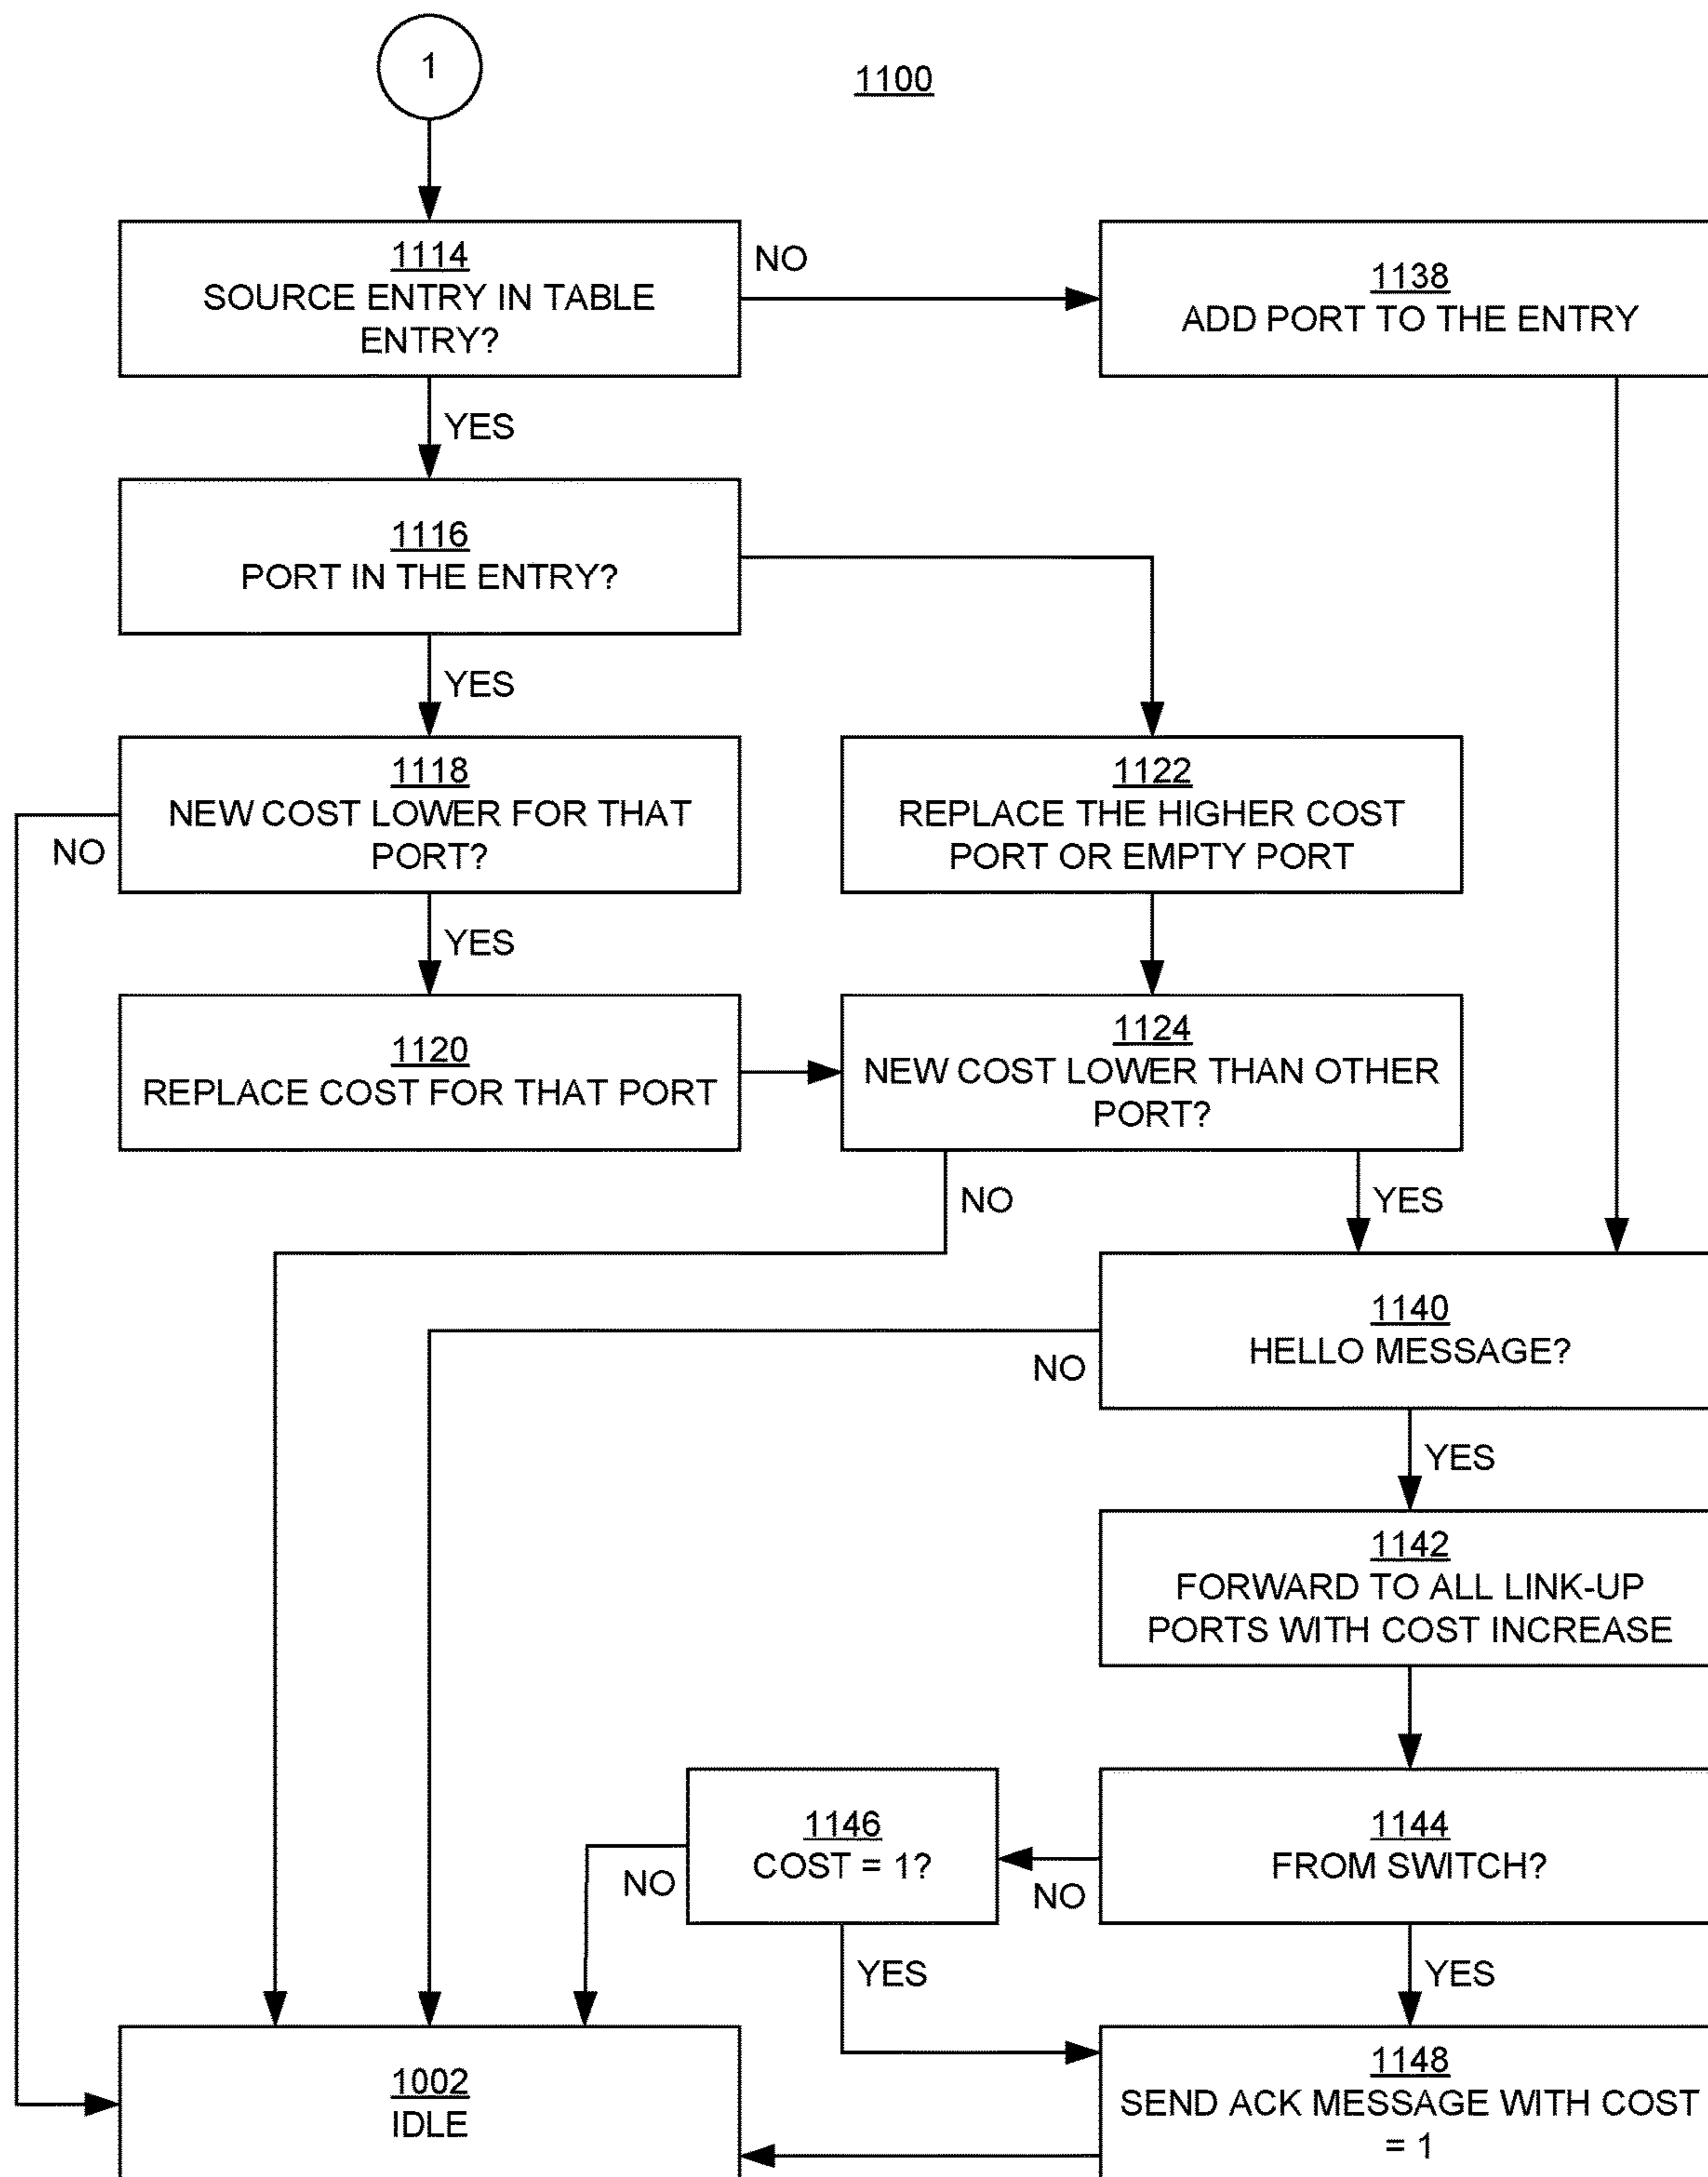 1
1100
1114
SOURCE ENTRY IN TABLE
ENTRY?
NO
1138
ADD PORT TO THE ENTRY
YES
1116
PORT IN THE ENTRY?
YES
1118
NEW COST LOWER FOR THAT
PORT?
NO
1122
REPLACE THE HIGHER COST
PORT OR EMPTY PORT
YES
1120
REPLACE COST FOR THAT PORT
1124
NEW COST LOWER THAN OTHER
PORT?
NO
YES
1140
HELLO MESSAGE?
NO
YES
1142
FORWARD TO ALL LINK-UP
PORTS WITH COST INCREASE
1146
COST = 1?
NO
1144
FROM SWITCH?
NO
YES
YES
1002
IDLE
1148
SEND ACK MESSAGE WITH COST
= 1